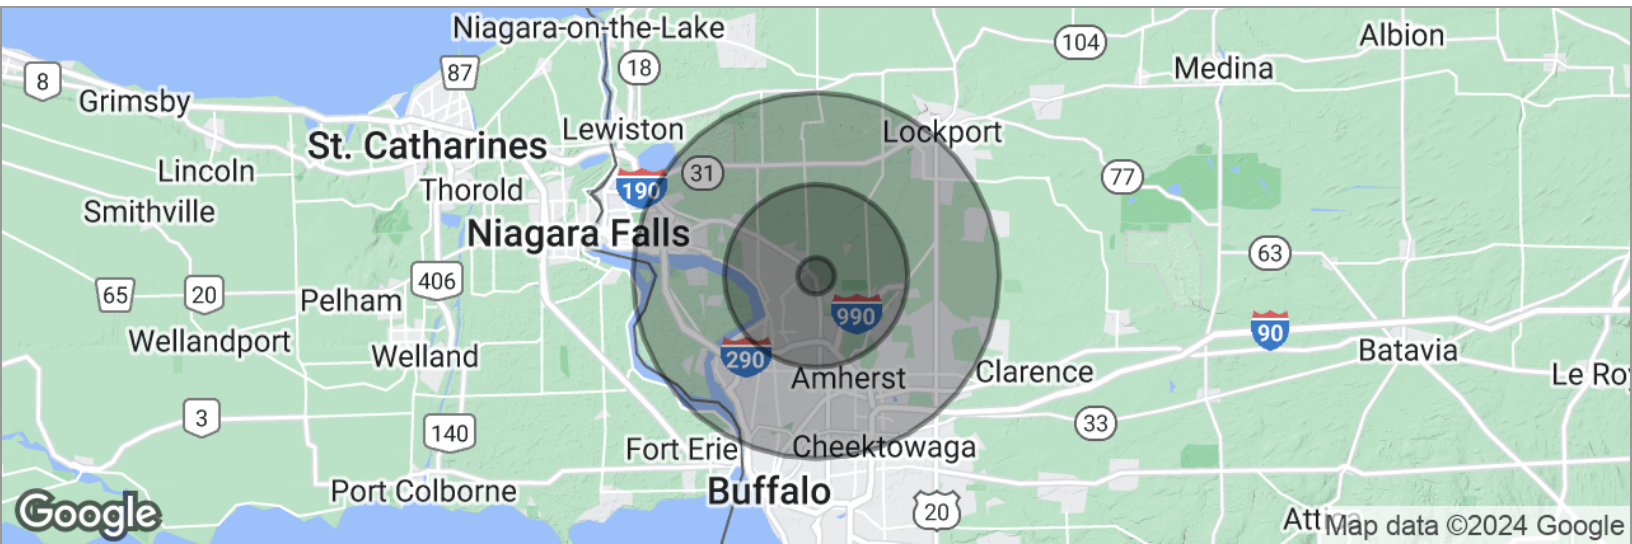 Niagara-on-the-Lake
Albion
104
18
87
Medina
8
Grimsby
Lewiston
Lockport
St. Catharines
Lincoln
31
77
Thorold
190
Smithville
Niagara Falls
63
406
65
20
Pelham
990
90
Wellandport
Welland
290
Batavia
Amherst
Clarence
Le Ro
3
33
140
Fort Erie
Cheektowaga
Port Colborne
Buffalo
Google
20
Map data ©2024 Google